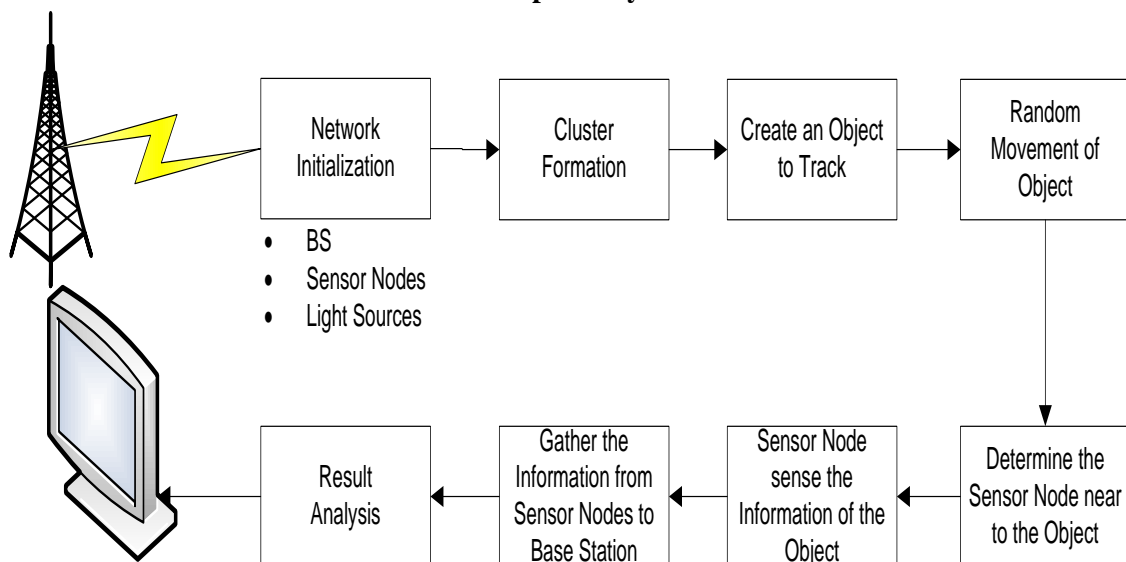 Network
Initialization
Cluster
Formation
Create an Object
to Track
Random
Movement of
Object
• BS
• Sensor Nodes
• Light Sources
Determine the
Sensor Node near
to the Object
Sensor Node
sense the
Information of the
Object
Gather the
Information from
Sensor Nodes to
Base Station
Result
Analysis